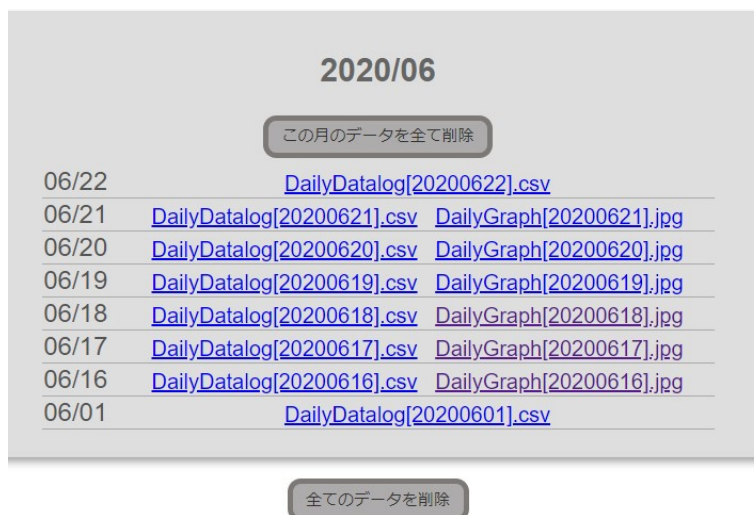 2020/06
この月のデータを全て削除
06/22 DailyDatalog[20200622].csv
06/21 DailyDatalog[20200621].csv DailyGraph[20200621].jpg
06/20 DailyDatalog[20200620].csv DailyGraph[20200620].jpg
06/19 DailyDatalog[20200619].csv DailyGraph[20200619].jpg
06/18 DailyDatalog[20200618].csv DailyGraph[20200618].jpg
06/17 DailyDatalog[20200617].csv DailyGraph[20200617].jpg
06/16 DailyDatalog[20200616].csv DailyGraph[20200616].jpg
06/01 DailyDatalog[20200601].csv
全てのデータを削除